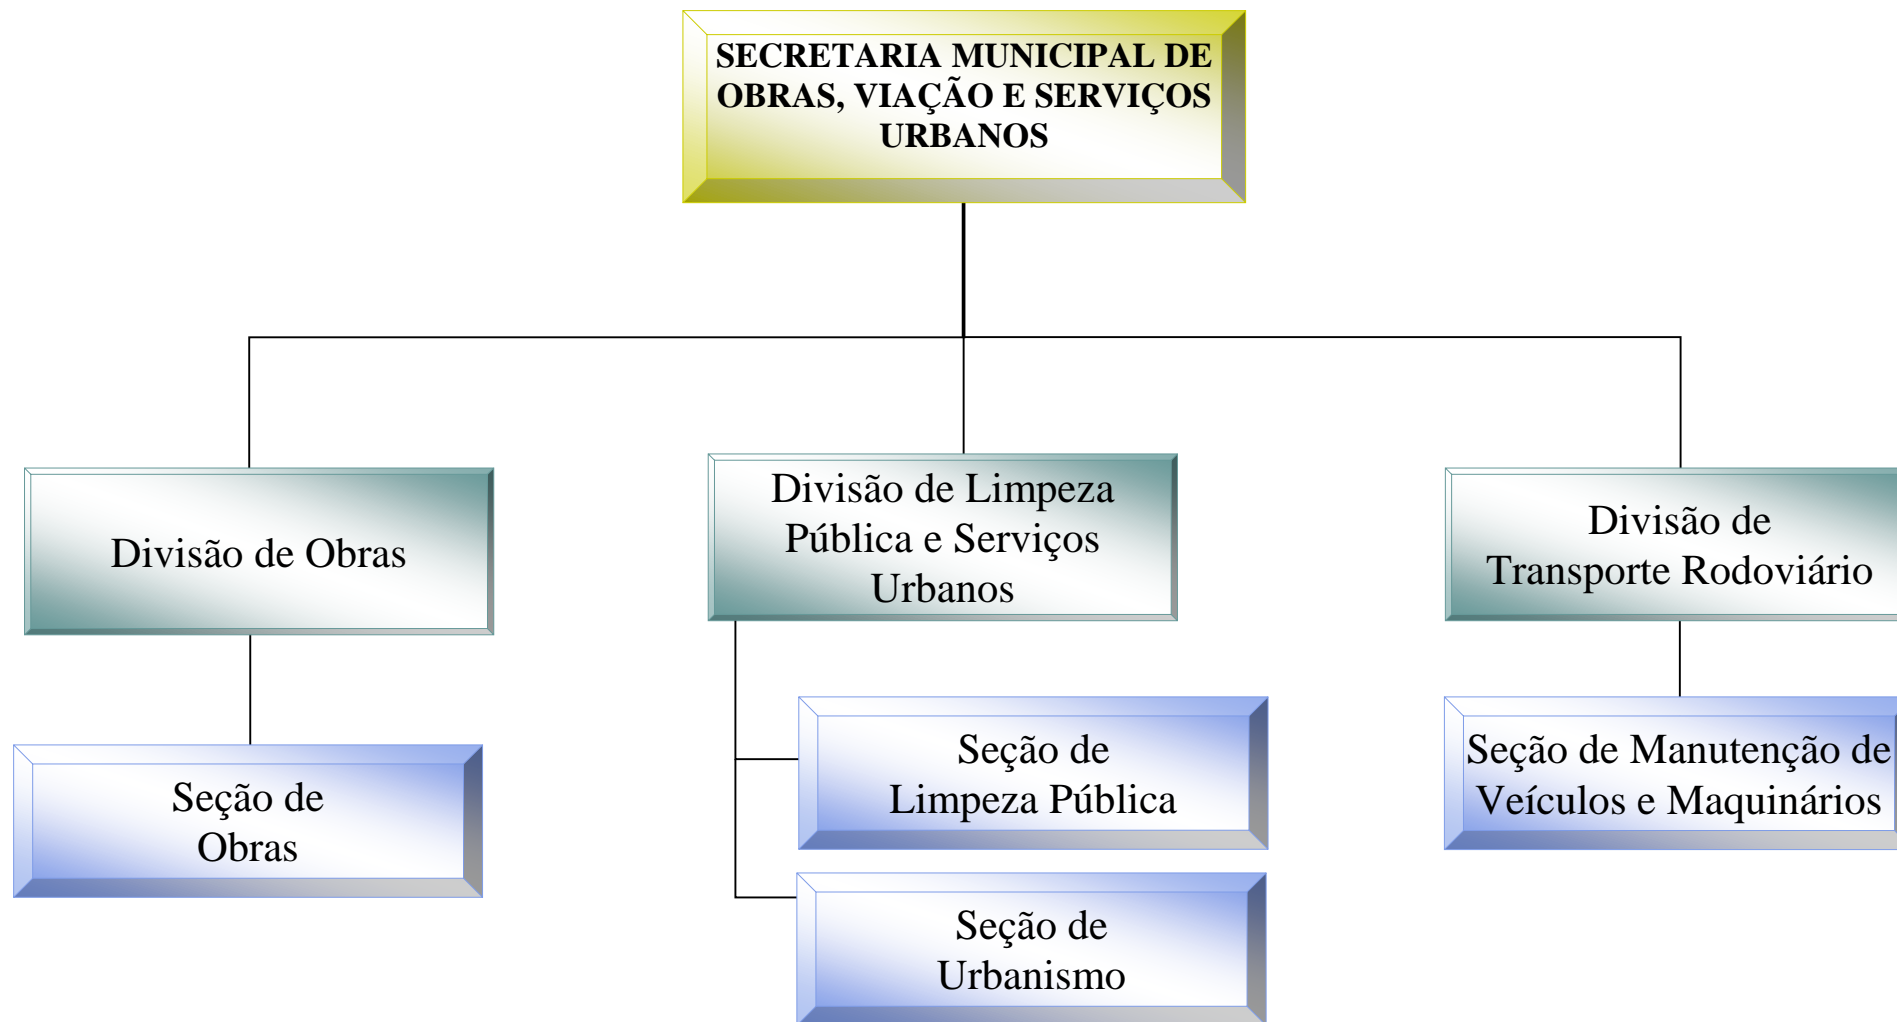 SECRETARIA MUNICIPAL DE
OBRAS, VIAÇÃO E SERVIÇOS
URBANOS
Divisão de Obras
Divisão de Limpeza
Pública e Serviços
Urbanos
Divisão de
Transporte Rodoviário
Seção de
Obras
Seção de
Limpeza Pública
Seção de
Urbanismo
Seção de Manutenção de
Veículos e Maquinários